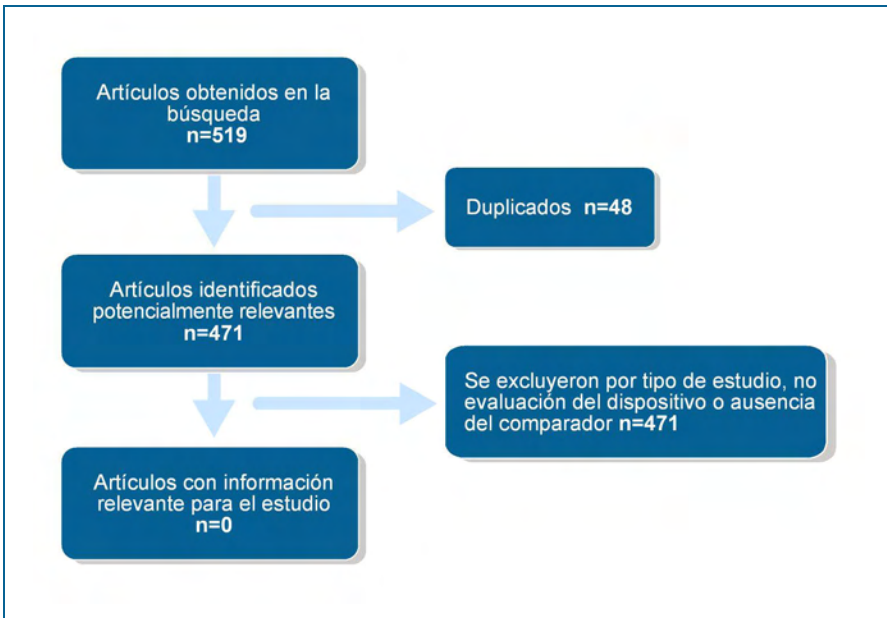 Artículos obtenidos en la
búsqueda
n=519
Duplicados n=48
Artículos identificados
potencialmente relevantes
n=471
Se excluyeron por tipo de estudio, no
evaluación del dispositivo o ausencia
del comparador n=471
Artículos con información
relevante para el estudio
n=0